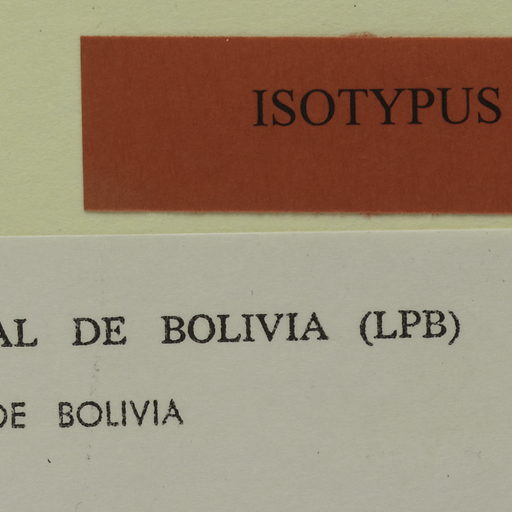 ISOTYPUS
AL DE BOLIVIA (LPB)
DE BOLIVIA